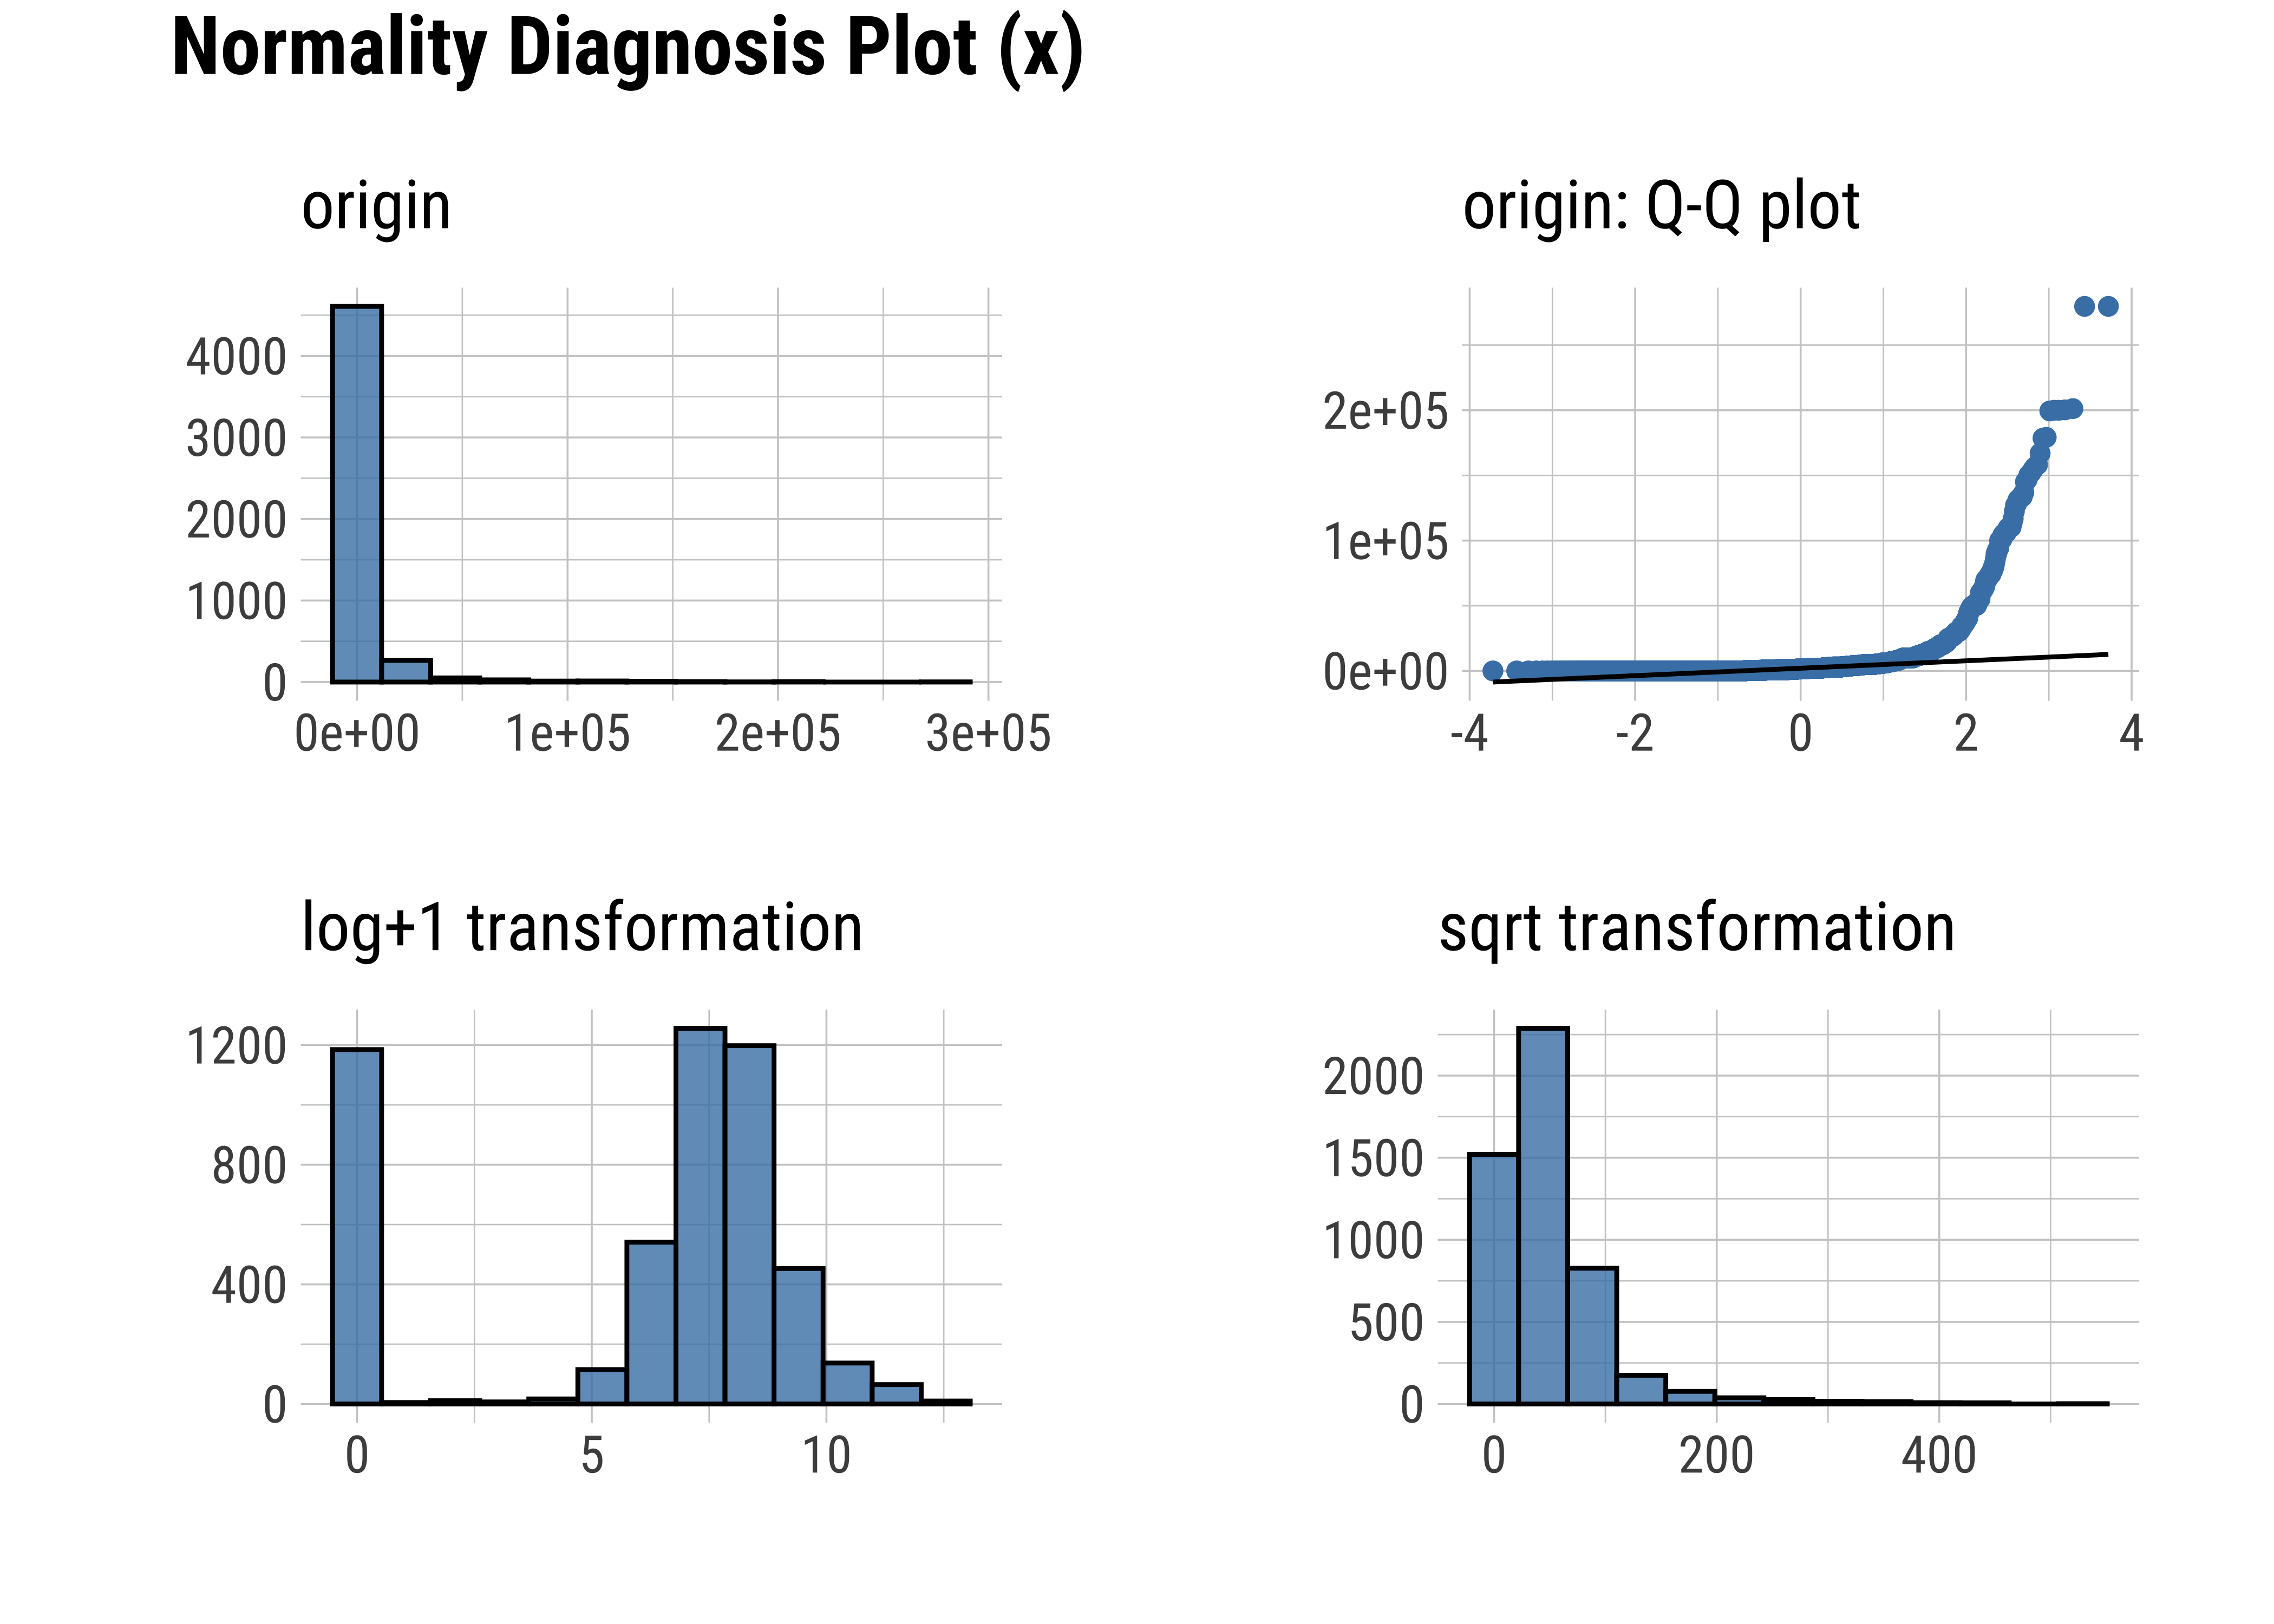 Normality Diagnosis Plot (x)
origin
4000
3000
2000
1000
0
0e+00 1e+05 2e+05 3e+05
origin: Q-Q plot
2e+05
1e+05
0e+00
-4 -2 0 2 4
log+1 transformation
1200
800
400
0
0 5 10
sqrt transformation
2000
1500
1000
500
0
0 200 400